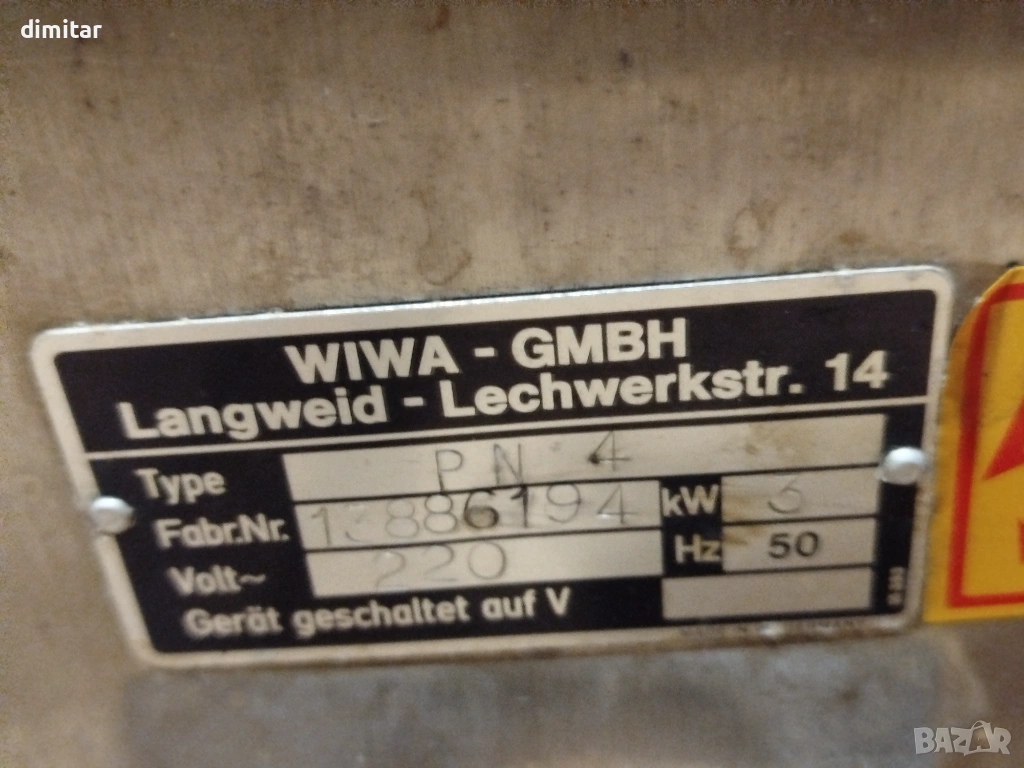 dimitar
WIWA - GMBH
Langweid - Lechwerkstr. 14
Type PN 4
Fabr.Nr. 13886194 kW 3
Volt~ 220 Hz 50
Gerät geschaltet auf V
BAZAR